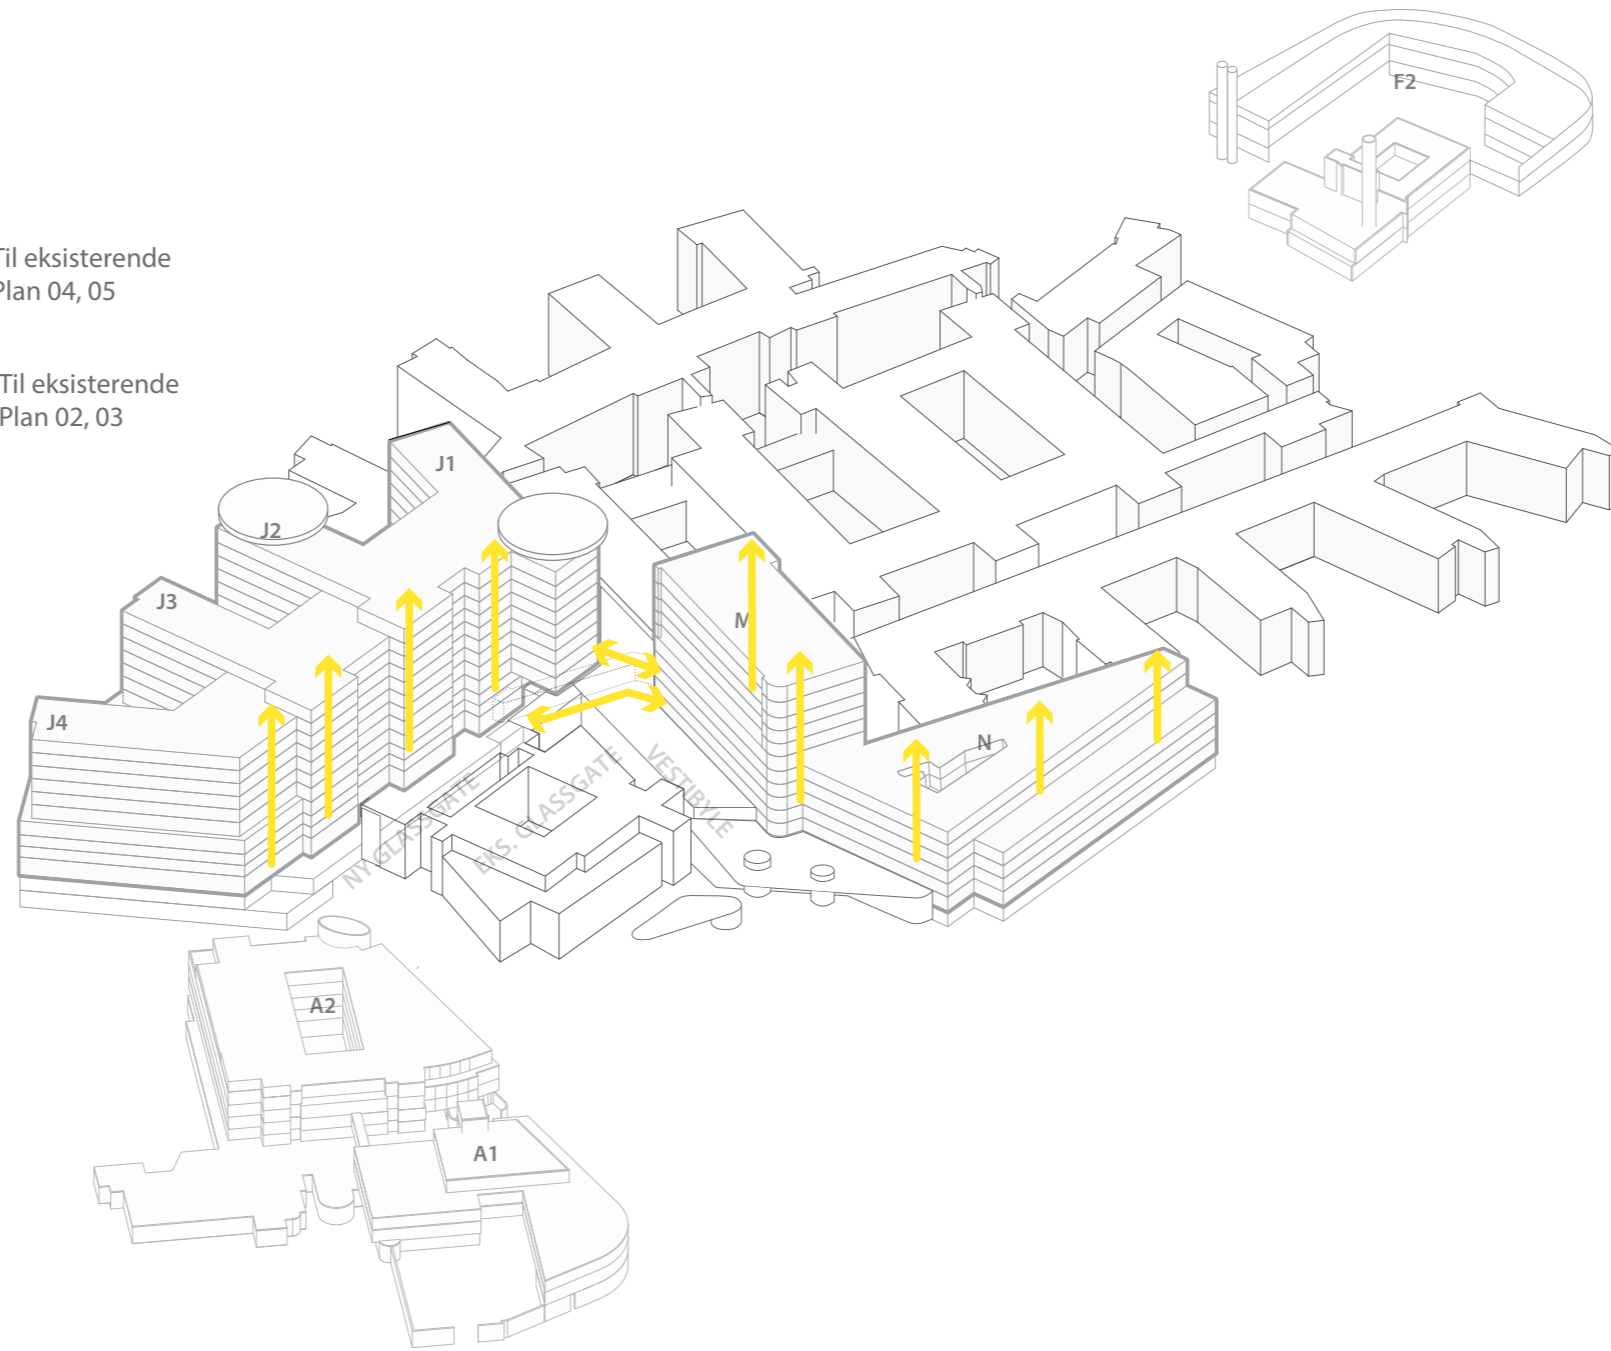 F2
Til eksisterende
Plan 04, 05
Til eksisterende
Plan 02, 03
J1
J2
J3
M
J4
N
NY GLASSGATE
EKS. GLASSGATE
VESTIBYLE
A2
A1